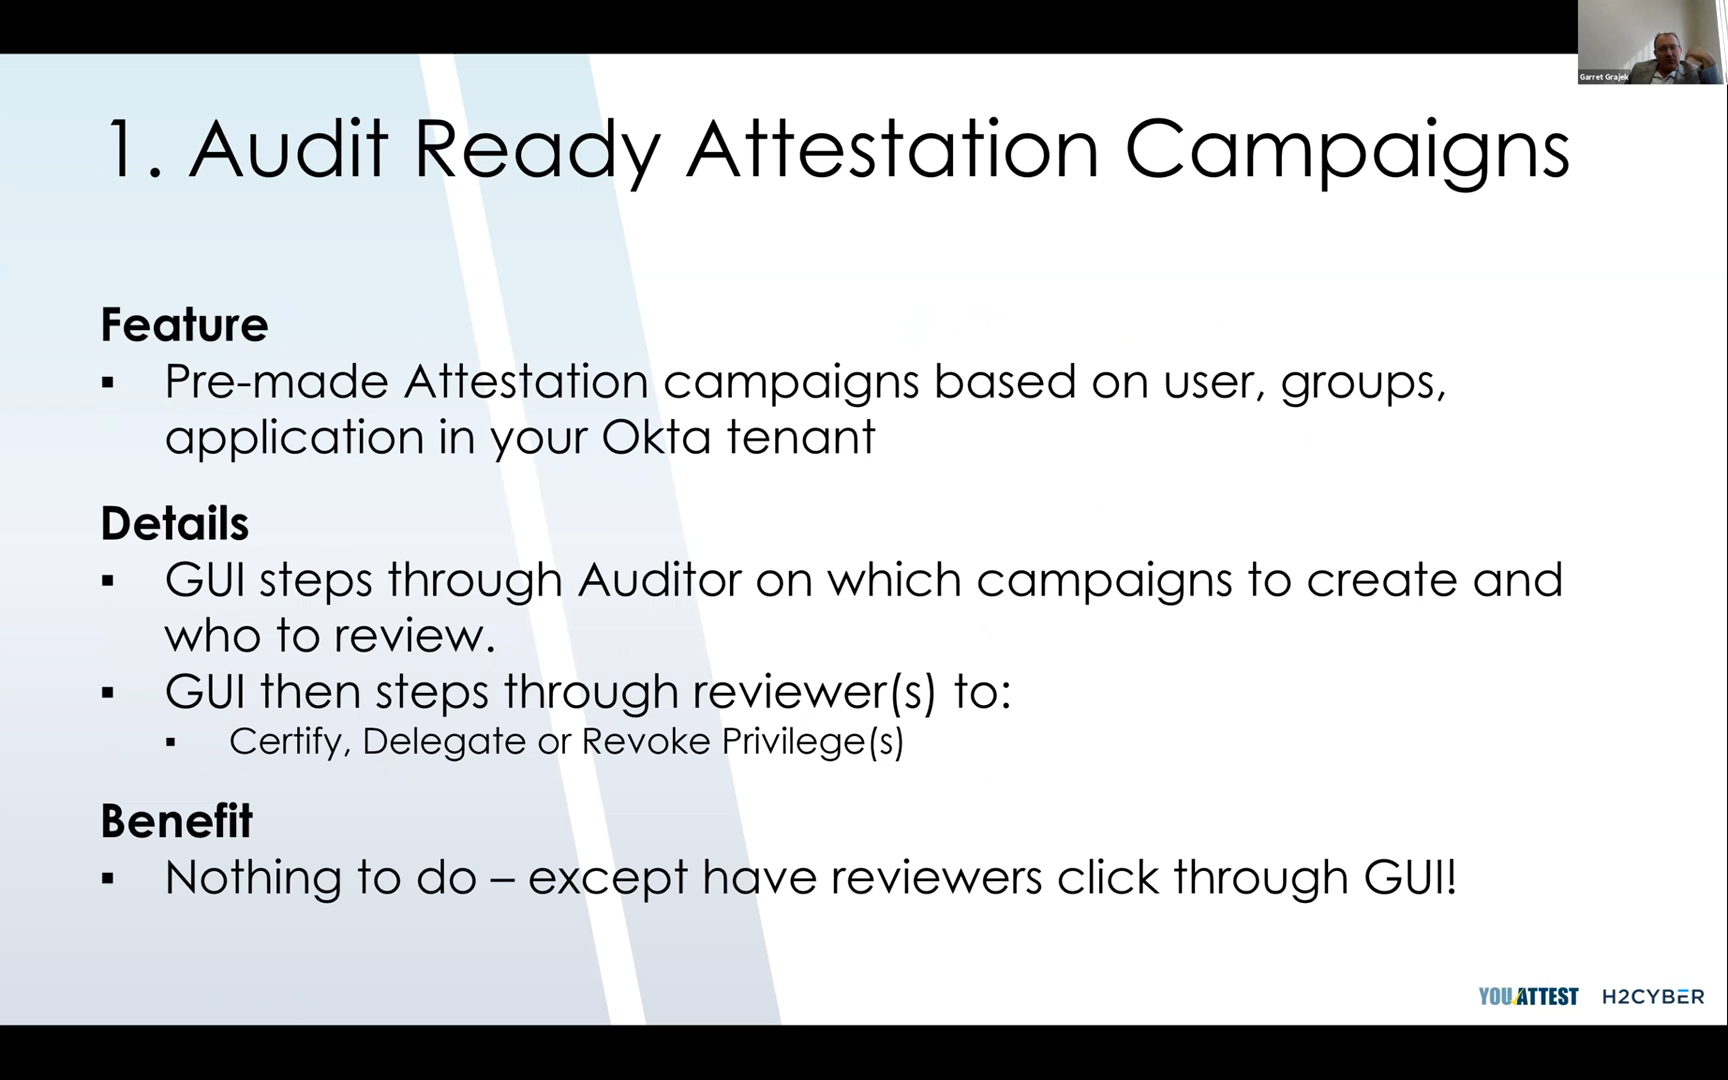 Garret Grajek
1. Audit Ready Attestation Campaigns
Feature
▪ Pre-made Attestation campaigns based on user, groups,
application in your Okta tenant
Details
▪ GUI steps through Auditor on which campaigns to create and
who to review.
▪ GUI then steps through reviewer(s) to:
▪ Certify, Delegate or Revoke Privilege(s)
Benefit
▪ Nothing to do – except have reviewers click through GUI!
YOUATTEST H2CYBER